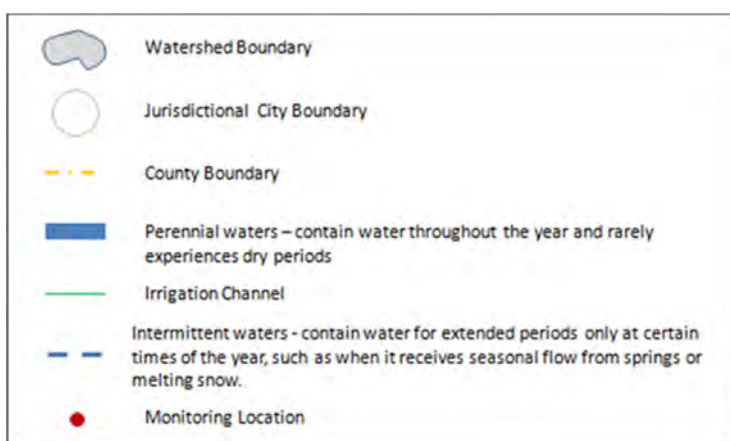 Watershed Boundary
Jurisdictional City Boundary
County Boundary
Perennial waters – contain water throughout the year and rarely
experiences dry periods
Irrigation Channel
Intermittent waters - contain water for extended periods only at certain
times of the year, such as when it receives seasonal flow from springs or
melting snow.
Monitoring Location